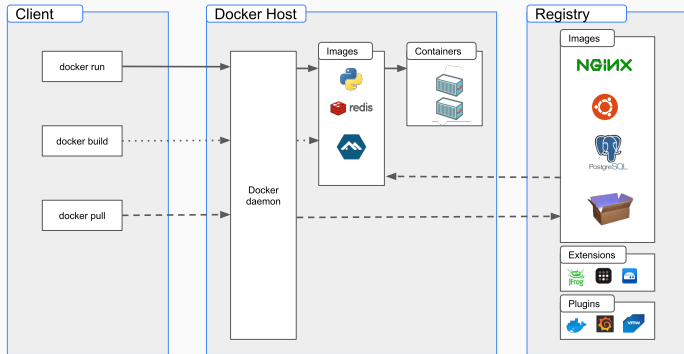 Client
Docker Host
Registry
docker run
docker build
docker pull
Docker
daemon
Images
redis
Containers
Images
NGINX
PostgreSQL
Extensions
JFrog
Plugins
vmw